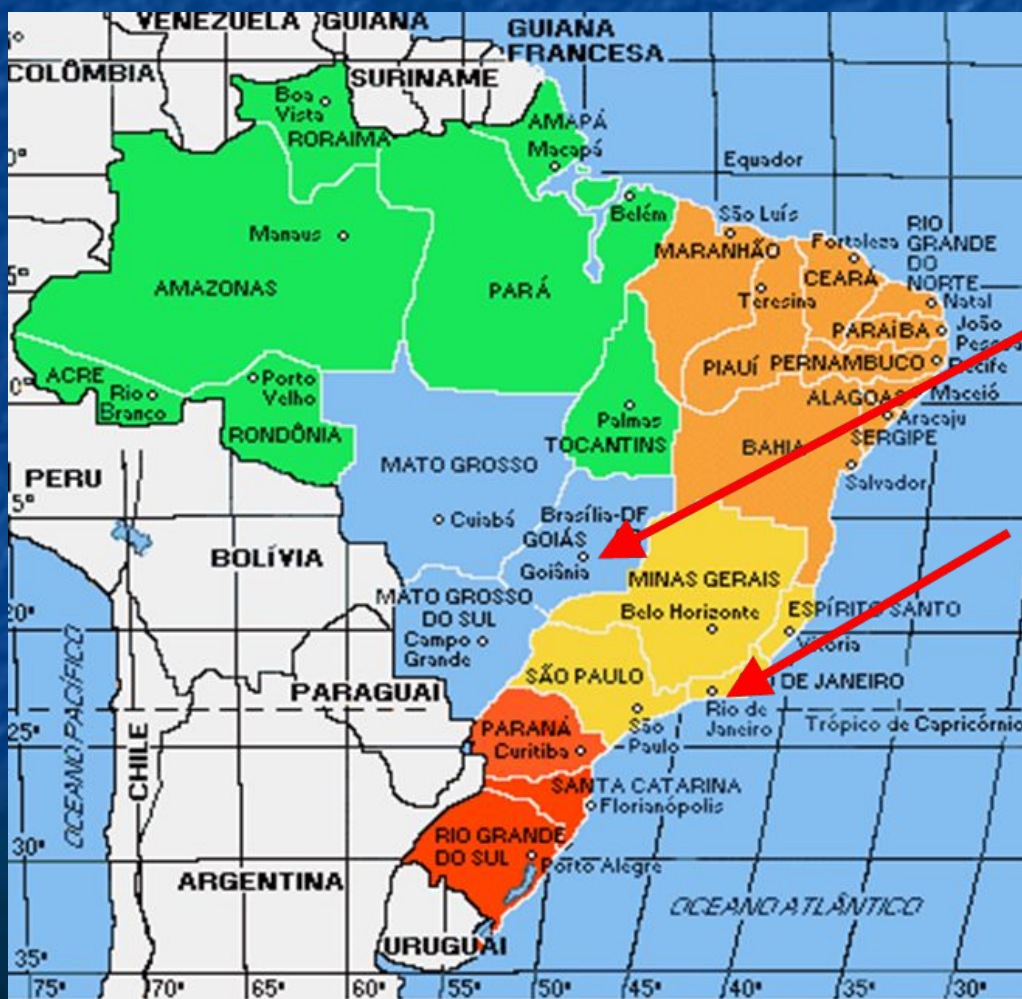 VENEZUELA
GUIANA
GUIANA
FRANCESA
COLÔMBIA
SURINAME
Boa
Vista
RORAIMA
AMAPÁ
Macapá
Equador
0°
Belém
São Luís
Manaus
MARANHÃO
Fortaleza
RIO
GRANDE
DO
NORTE
CEARÁ
AMAZONAS
PARÁ
Teresina
Natal
5°
PARAÍBA
João
PIAUÍ
PERNAMBUCO
Recife
ACRE
Rio
Branco
Porto
Velho
ALAGOAS
Maceió
Palmas
Aracaju
RONDÔNIA
TOCANTINS
BAHIA
SERGIPE
MATO GROSSO
Salvador
PERU
5°
Cuiabá
Brasília-DF
GOIÁS
Goiânia
BOLÍVIA
MINAS GERAIS
MATO GROSSO
DO SUL
20°
Belo Horizonte
ESPÍRITO SANTO
Vitória
Campo
Grande
SÃO PAULO
PARAGUAI
DE JANEIRO
Rio de
Janeiro
Trópico de Capricórnio
OCEANO PACÍFICO
CHILE
PARANÁ
Curitiba
São
Paulo
25°
SANTA CATARINA
Florianópolis
RIO GRANDE
DO SUL
Porto Alegre
30°
ARGENTINA
OCEANO ATLÂNTICO
URUGUAI
35°
75° 70° 65° 60° 55° 50° 45° 40° 35° 30°